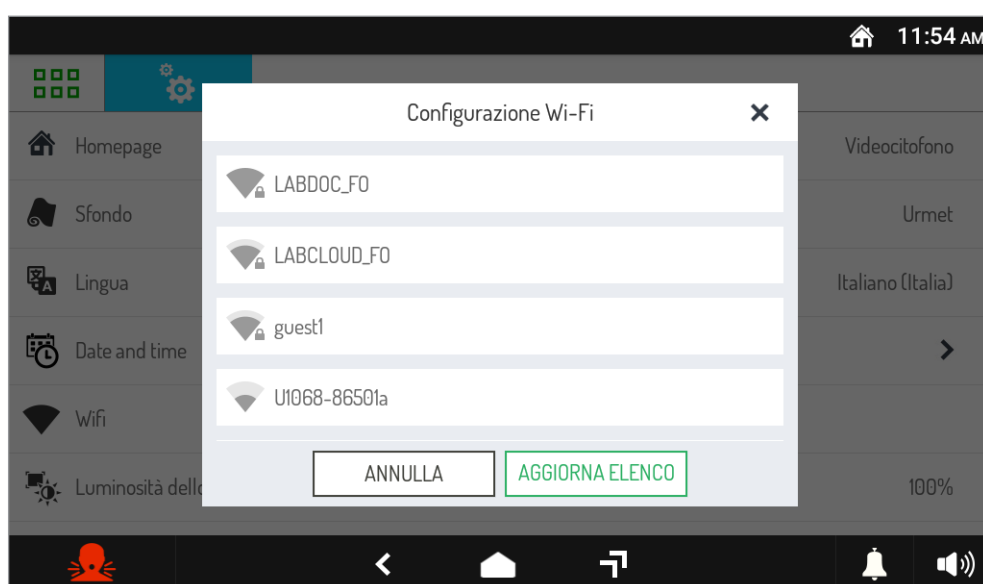 11:54 AM
Configurazione Wi-Fi
Homepage
Videocitofono
LABDOC_FO
Sfondo
Urmet
LABCLOUD_FO
Lingua
Italiano (Italia)
guest1
Date and time
U1068-86501a
Wifi
ANNULLA
AGGIORNA ELENCO
Luminosità dello
100%